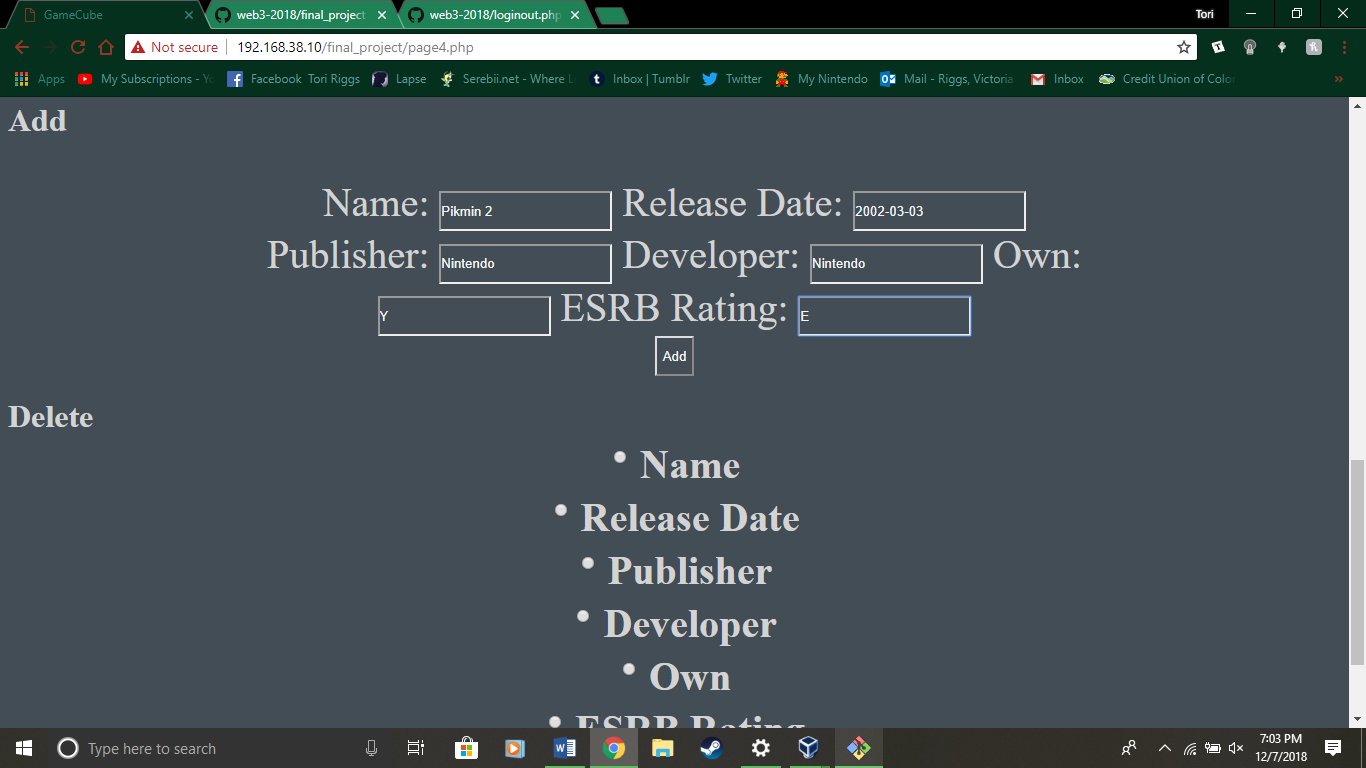 GameCube web3-2018/final_project web3-2018/loginout.php Tori
Not secure 192.168.38.10/final_project/page4.php
Apps My Subscriptions - Yo Facebook Tori Riggs Lapse Serebii.net - Where L Inbox | Tumblr Twitter My Nintendo Mail - Riggs, Victoria Inbox Credit Union of Color »
Add
Name: Pikmin 2 Release Date: 2002-03-03
Publisher: Nintendo Developer: Nintendo Own:
Y ESRB Rating: E
Add
Delete
Name
Release Date
Publisher
Developer
Own
ESRB Rating
Type here to search 7:03 PM
12/7/2018